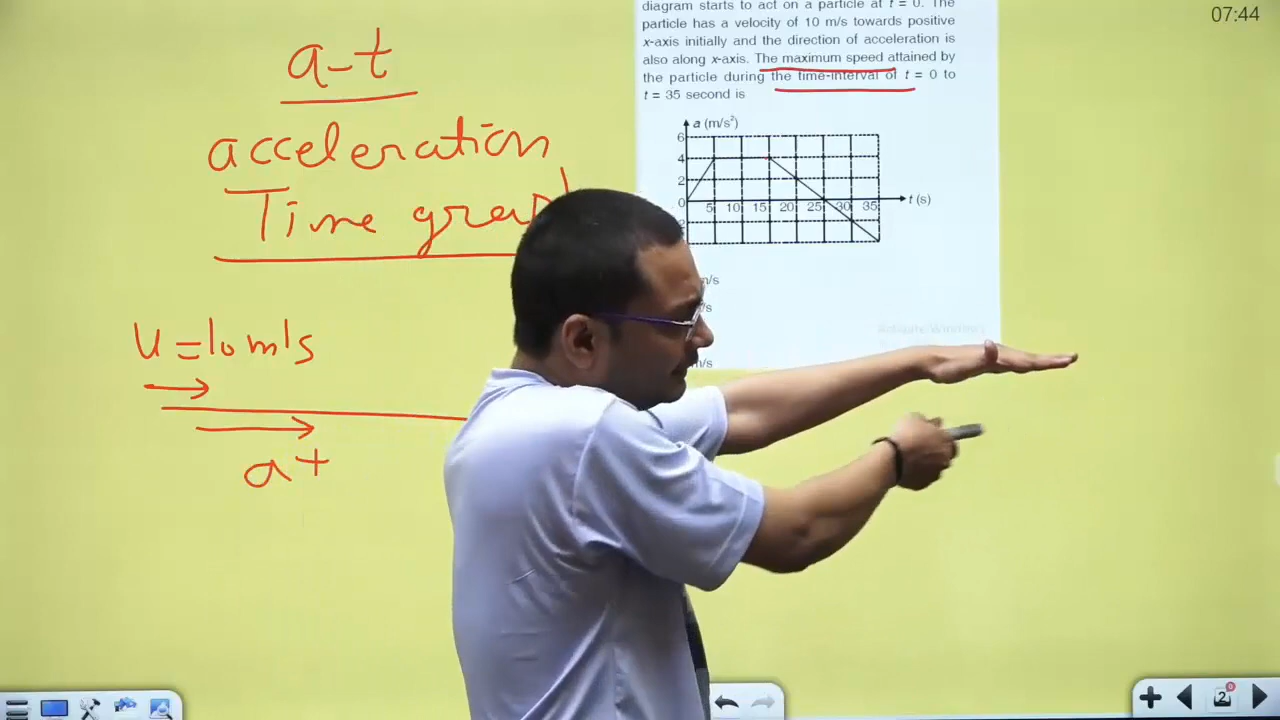 07:44
a-t
acceleration
Time
u = 10 m/s
a +
diagram starts to act on a particle at t = 0. The
particle has a velocity of 10 m/s towards positive
x-axis initially and the direction of acceleration is
also along x-axis. The maximum speed attained by
the particle during the time-interval of t = 0 to
t = 35 second is
a (m/s²)
6
4
2
0
5 10 15 20 25 30 35
t (s)
m/s
Activate Windows
m/s
2